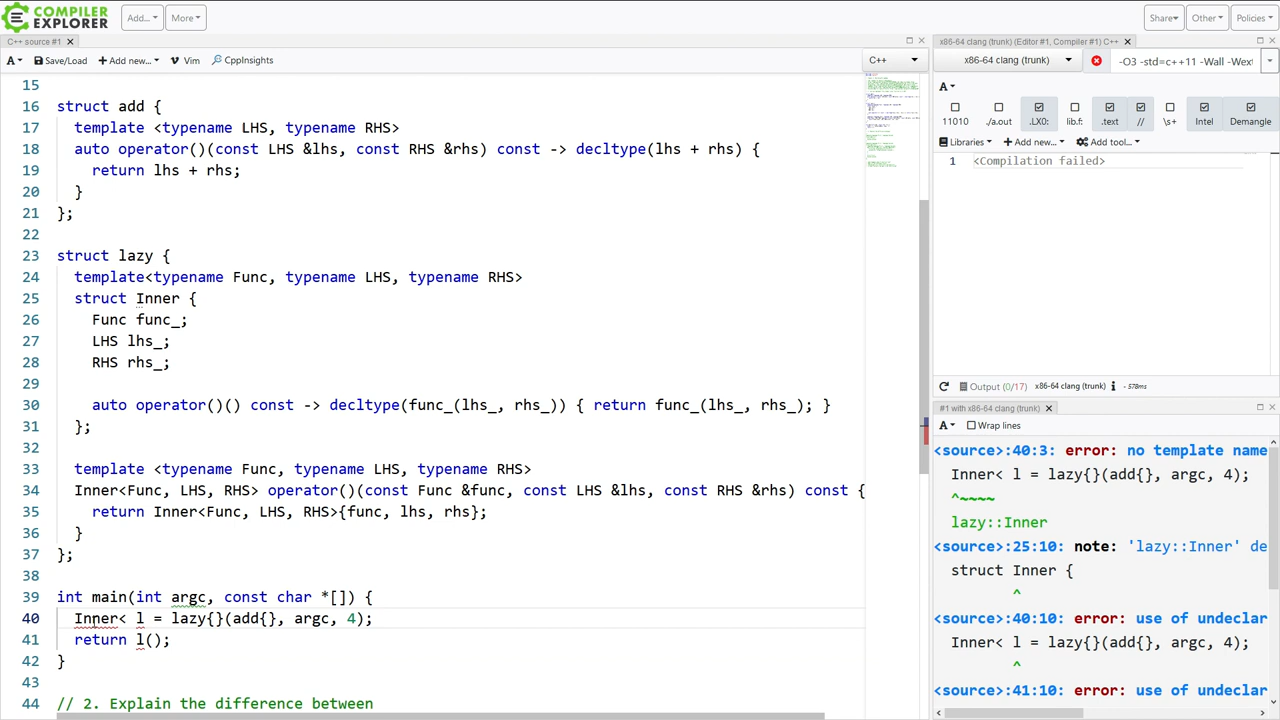 COMPILER
EXPLORER
Add...
More
Share
Other
Policies
C++ source #1
A
Save/Load
+ Add new...
Vim
CppInsights
C++
15
16 struct add {
17 template <typename LHS, typename RHS>
18 auto operator()(const LHS &lhs, const RHS &rhs) const -> decltype(lhs + rhs) {
19 return lhs + rhs;
20 }
21 };
22
23 struct lazy {
24 template<typename Func, typename LHS, typename RHS>
25 struct Inner {
26 Func func_;
27 LHS lhs_;
28 RHS rhs_;
29
30 auto operator()() const -> decltype(func_(lhs_, rhs_)) { return func_(lhs_, rhs_); }
31 };
32
33 template <typename Func, typename LHS, typename RHS>
34 Inner<Func, LHS, RHS> operator()(const Func &func, const LHS &lhs, const RHS &rhs) const {
35 return Inner<Func, LHS, RHS>{func, lhs, rhs};
36 }
37 };
38
39 int main(int argc, const char *[]) {
40 Inner< l = lazy{}(add{}, argc, 4);
41 return l();
42 }
43
44 // 2. Explain the difference between
x86-64 clang (trunk) (Editor #1, Compiler #1) C++
x86-64 clang (trunk)
-O3 -std=c++11 -Wall -Wext
A
11010
./a.out
.LX0:
lib.f:
.text
//
\s+
Intel
Demangle
Libraries
+ Add new...
Add tool...
1 <Compilation failed>
Output (0/17) x86-64 clang (trunk) i - 578ms
#1 with x86-64 clang (trunk)
A
Wrap lines
<source>:40:3: error: no template name
Inner< l = lazy{}(add{}, argc, 4);
^~~~~
lazy::Inner
<source>:25:10: note: 'lazy::Inner' de
struct Inner {
^
<source>:40:10: error: use of undeclar
Inner< l = lazy{}(add{}, argc, 4);
^
<source>:41:10: error: use of undeclar